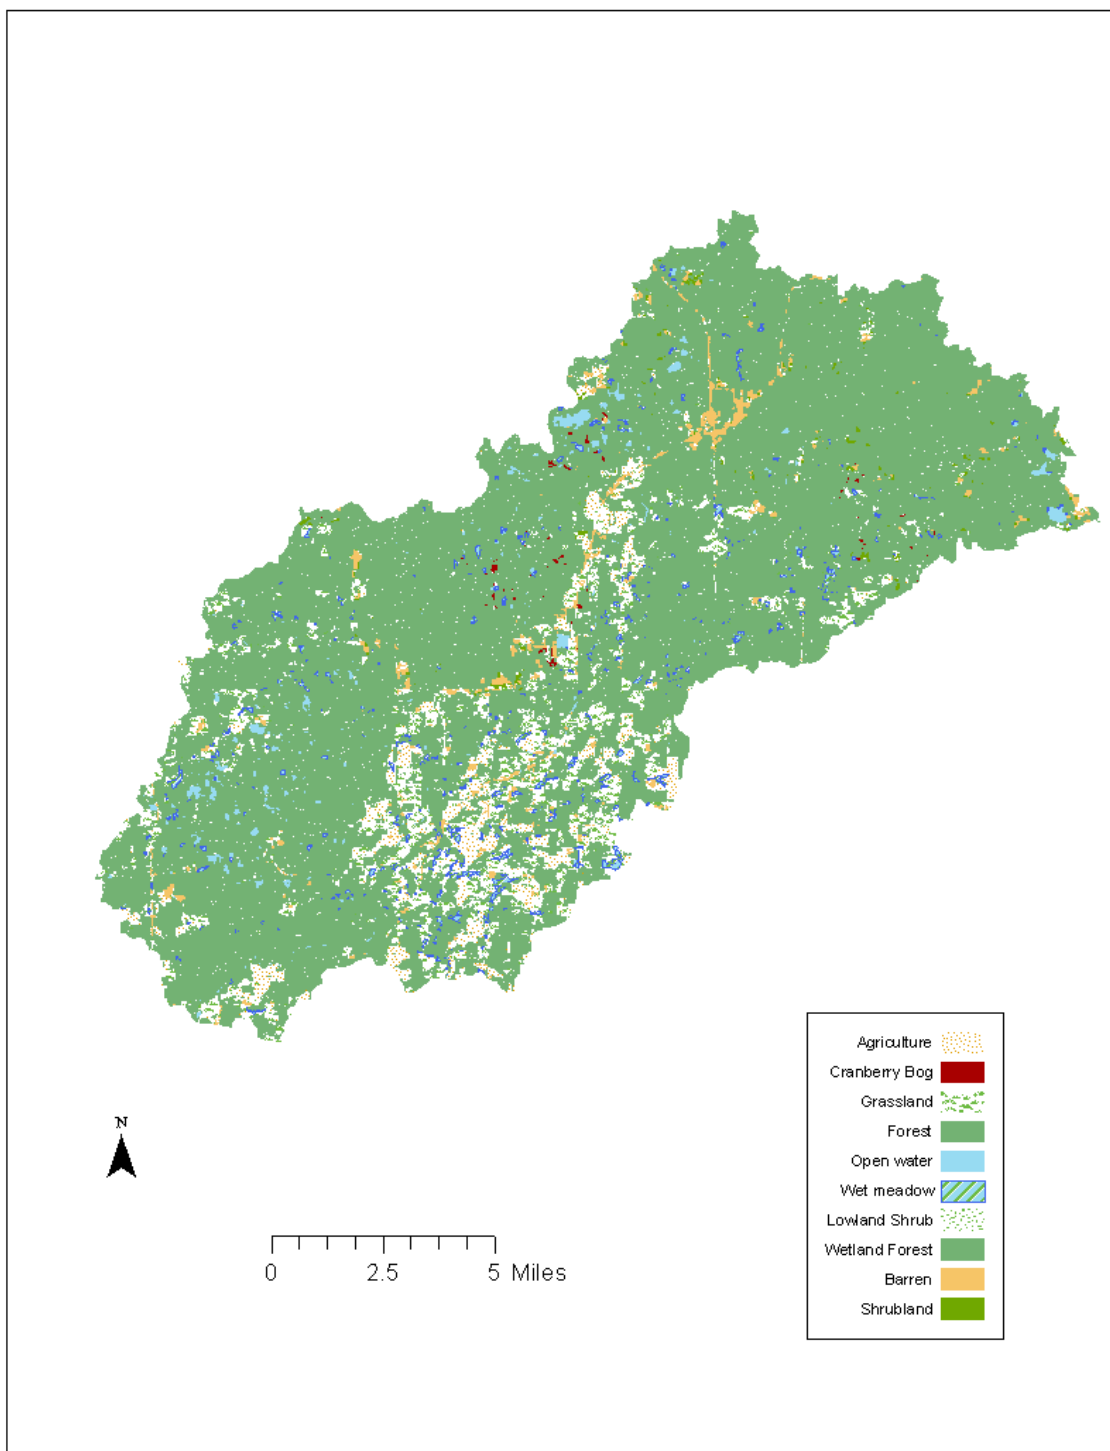 Agriculture
Cranberry Bog
Grassland
Forest
Open water
Wet meadow
Lowland Shrub
Wetland Forest
Barren
Shrubland
N
0 2.5 5 Miles